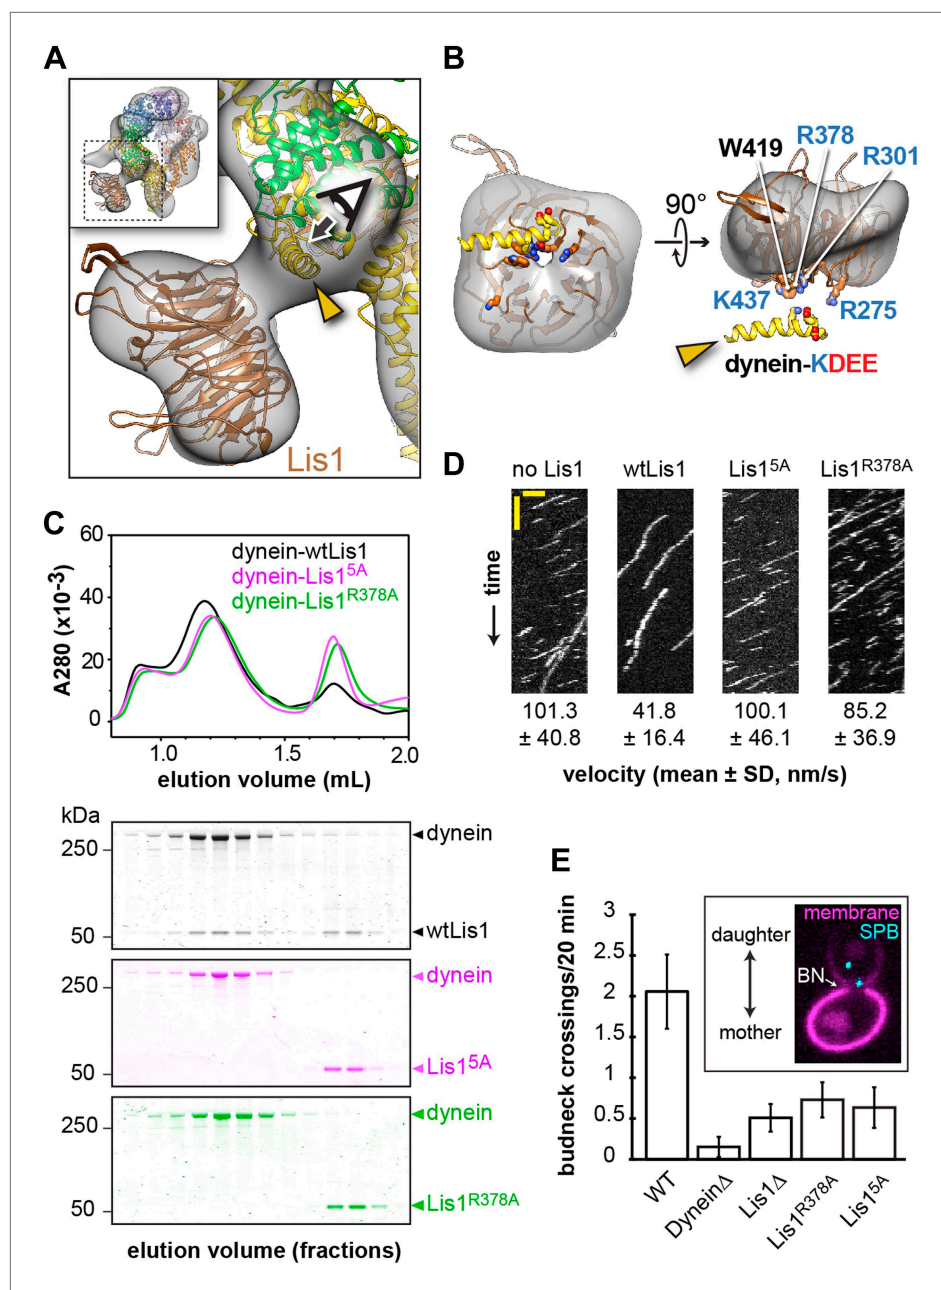 A
Lis1
B
W419
R378
R301
90°
K437
R275
dynein-KDEE
C
60
40
20
0
A280 (x10-3)
dynein-wtLis1
dynein-Lis15A
dynein-Lis1R378A
1.0 1.5 2.0
elution volume (mL)
kDa
250
50
dynein
wtLis1
250
50
dynein
Lis15A
250
50
dynein
Lis1R378A
elution volume (fractions)
D
no Lis1 wtLis1 Lis15A Lis1R378A
time
101.3 41.8 100.1 85.2
± 40.8 ± 16.4 ± 46.1 ± 36.9
velocity (mean ± SD, nm/s)
E
budneck crossings/20 min
3
2.5
2
1.5
1
0.5
0
WT
DyneinΔ
Lis1Δ
Lis1R378A
Lis15A
daughter
mother
membrane
SPB
BN